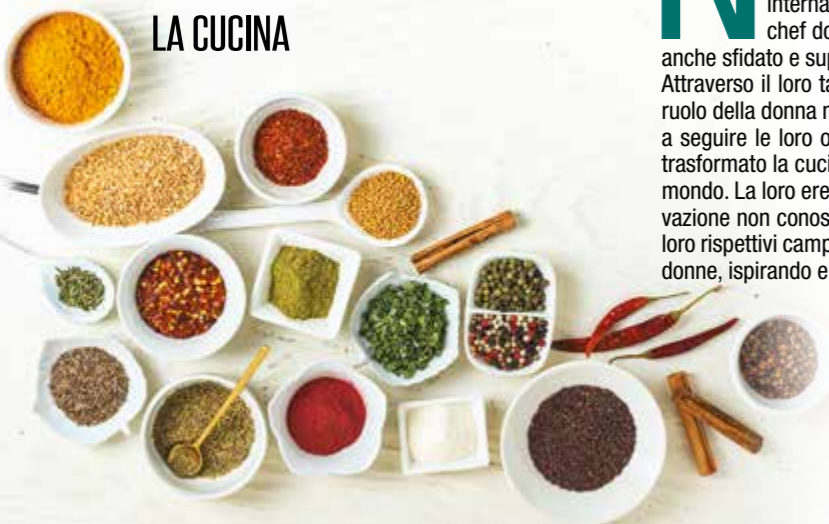 LA CUCINA
N
interna
chef do
anche sfidato e sup
Attraverso il loro ta
ruolo della donna n
a seguire le loro o
trasformato la cuci
mondo. La loro ere
vazione non conos
loro rispettivi camp
donne, ispirando e